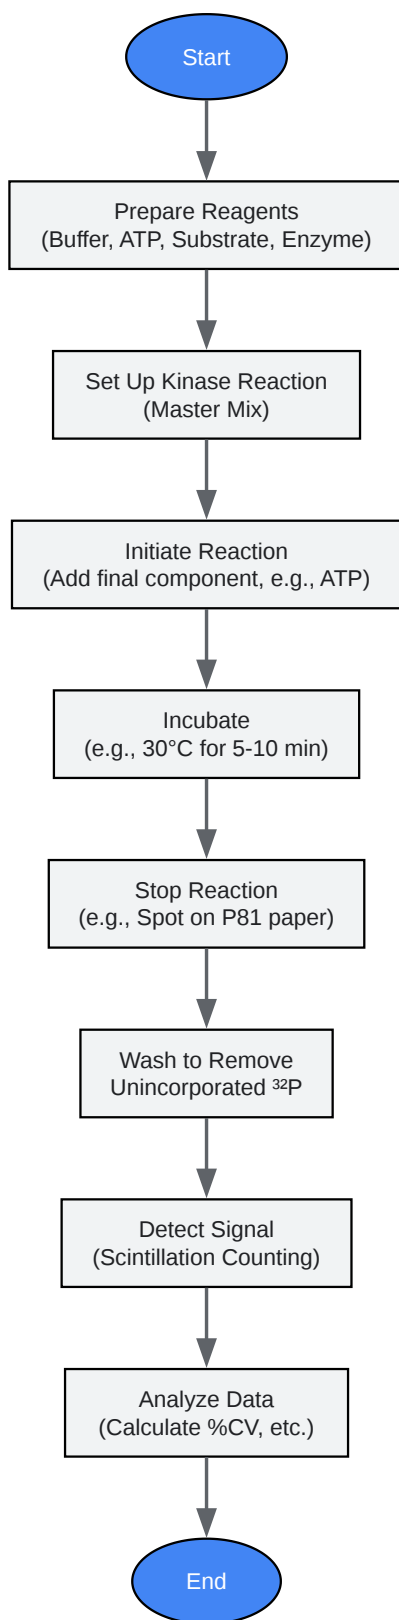 Start
Prepare Reagents
(Buffer, ATP, Substrate, Enzyme)
Set Up Kinase Reaction
(Master Mix)
Initiate Reaction
(Add final component, e.g., ATP)
Incubate
(e.g., 30°C for 5-10 min)
Stop Reaction
(e.g., Spot on P81 paper)
Wash to Remove
Unincorporated ³²P
Detect Signal
(Scintillation Counting)
Analyze Data
(Calculate %CV, etc.)
End